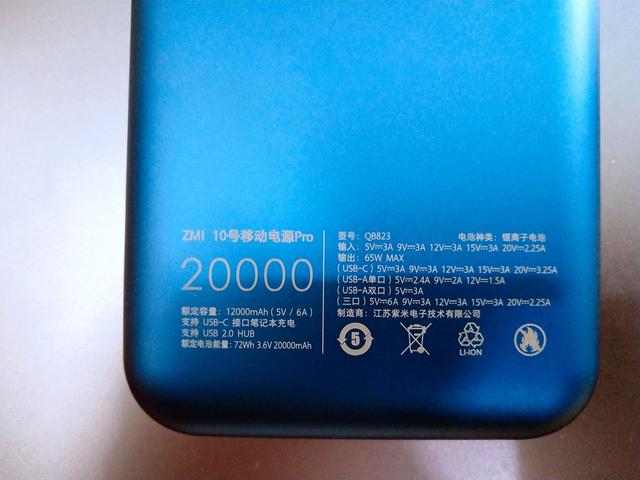 ZMI 10号移动电源Pro
20000
额定容量：12000mAh（5V / 6A）
支持 USB-C 接口笔记本充电
支持 USB 2.0 HUB
额定电池能量：72Wh 3.6V 20000mAh
型号：QB823 电池种类：锂离子电池
输入：5V⎓3A 9V⎓3A 12V⎓3A 15V⎓3A 20V⎓2.25A
输出：65W MAX
（USB-C）5V⎓3A 9V⎓3A 12V⎓3A 15V⎓3A 20V⎓3.25A
（USB-A单口）5V⎓2.4A 9V⎓2A 12V⎓1.5A
（USB-A双口）5V⎓3A
（三口）5V⎓6A 9V⎓3A 12V⎓3A 15V⎓3A 20V⎓2.25A
制造商：江苏紫米电子技术有限公司
5
LI-ION